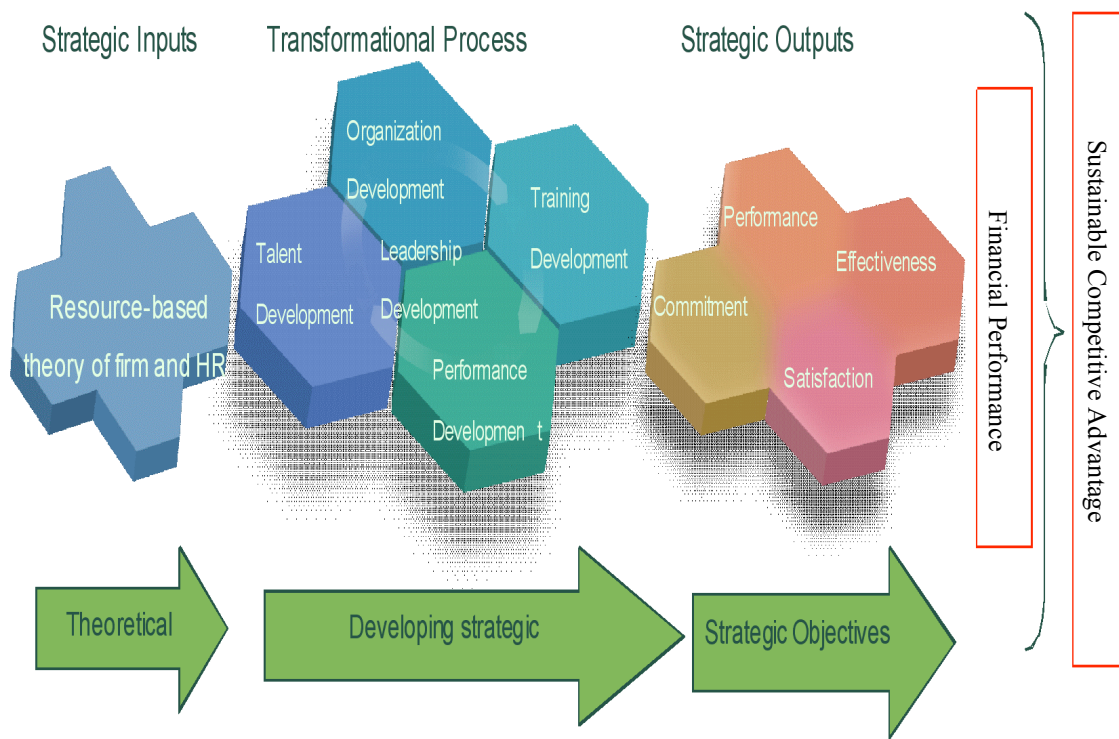 Strategic Inputs
Transformational Process
Strategic Outputs
Resource-based
theory of firm and HR
Organization
Development
Training
Development
Talent
Development
Leadership
Development
Performance
Developmen t
Performance
Effectiveness
Commitment
Satisfaction
Financial Performance
Sustainable Competitive Advantage
Theoretical
Developing strategic
Strategic Objectives